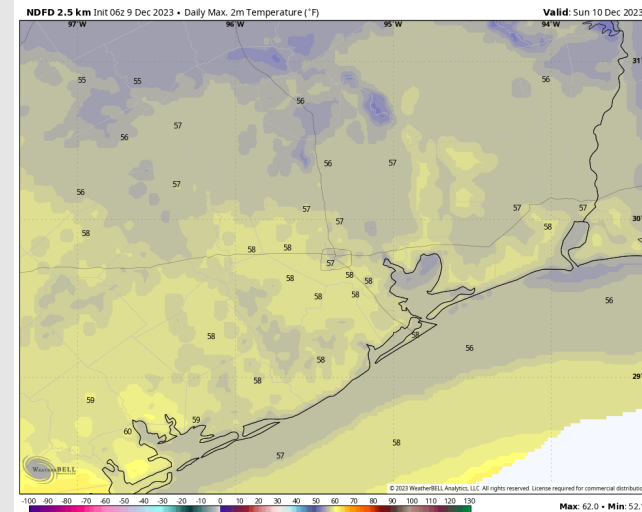 NDFD 2.5 km Init 06z 9 Dec 2023 • Daily Max. 2m Temperature (°F)
Valid: Sun 10 Dec 2023
97°W 96°W 95°W 94°W
31°
55 55 56
56
57
56
56 57
57
56
57 57 57
57
58 58
58 58
30°
57
58 58
58
58 58
56
58 58
56
58
29°
58
59
59
60
58
57
WEATHERBELL
© 2023 WeatherBELL Analytics, LLC. All rights reserved. License required for commercial distributio
-100 -90 -80 -70 -60 -50 -40 -30 -20 -10 0 10 20 30 40 50 60 70 80 90 100 110 120 130
Max: 62.0 • Min: 52.